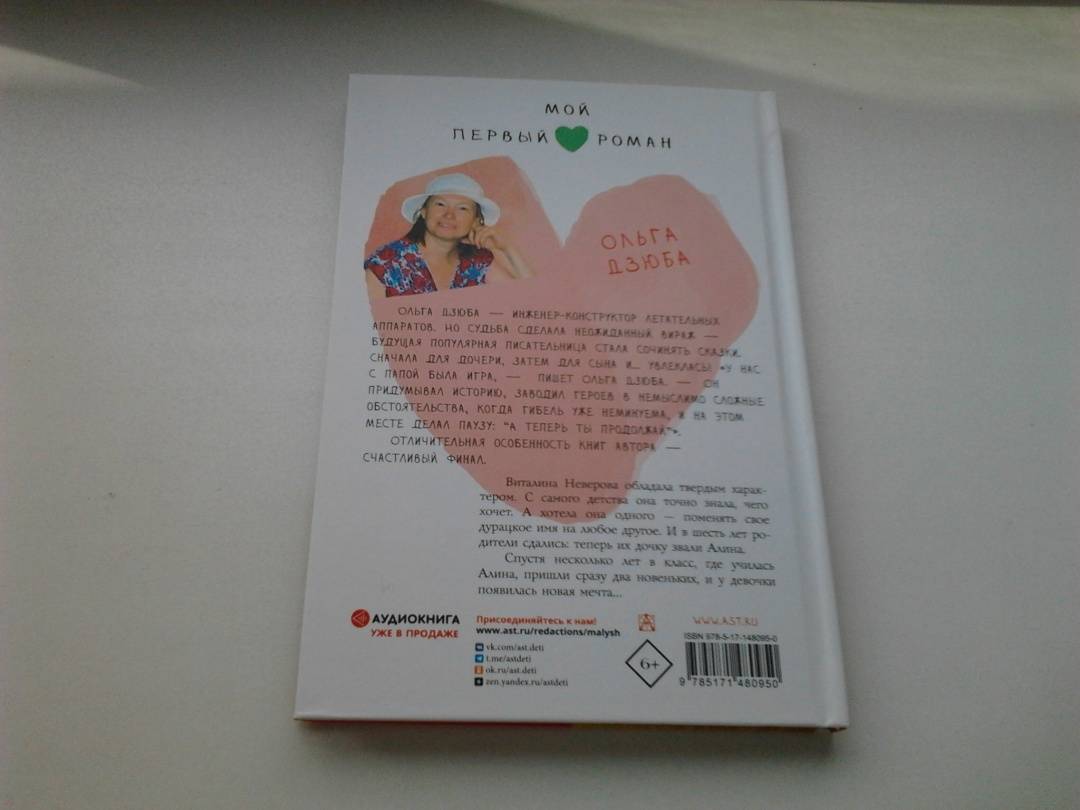 МОЙ
ПЕРВЫЙ РОМАН
ОЛЬГА
ДЗЮБА
ОЛЬГА ДЗЮБА — ИНЖЕНЕР-КОНСТРУКТОР ЛЕТАТЕЛЬНЫХ
АППАРАТОВ. НО СУДЬБА СДЕЛАЛА НЕОЖИДАННЫЙ ВИРАЖ —
БУДУЩАЯ ПОПУЛЯРНАЯ ПИСАТЕЛЬНИЦА СТАЛА СОЧИНЯТЬ СКАЗКИ.
СНАЧАЛА ДЛЯ ДОЧЕРИ, ЗАТЕМ ДЛЯ СЫНА И... УВЛЕКЛАСЬ! «У НАС
С ПАПОЙ БЫЛА ИГРА, — ПИШЕТ ОЛЬГА ДЗЮБА. — ОН
ПРИДУМЫВАЛ ИСТОРИЮ, ЗАВОДИЛ ГЕРОЕВ В НЕМЫСЛИМО СЛОЖНЫЕ
ОБСТОЯТЕЛЬСТВА, КОГДА ГИБЕЛЬ УЖЕ НЕМИНУЕМА, И НА ЭТОМ
МЕСТЕ ДЕЛАЛ ПАУЗУ: "А ТЕПЕРЬ ТЫ ПРОДОЛЖАЙ"».
ОТЛИЧИТЕЛЬНАЯ ОСОБЕННОСТЬ КНИГ АВТОРА —
СЧАСТЛИВЫЙ ФИНАЛ.
Виталина Неверова обладала твердым харак-
тером. С самого детства она точно знала, чего
хочет. А хотела она одного — поменять свое
дурацкое имя на любое другое. И в шесть лет ро-
дители сдались: теперь их дочку звали Алина.
Спустя несколько лет в класс, где училась
Алина, пришли сразу два новеньких, и у девочки
появилась новая мечта...
АУДИОКНИГА
УЖЕ В ПРОДАЖЕ
Присоединяйтесь к нам!
www.ast.ru/redactions/malysh
vk.com/ast.deti
t.me/astdeti
ok.ru/ast.deti
zen.yandex.ru/astdeti
6+
WWW.AST.RU
ISBN 978-5-17-148095-0
9 785171 480950